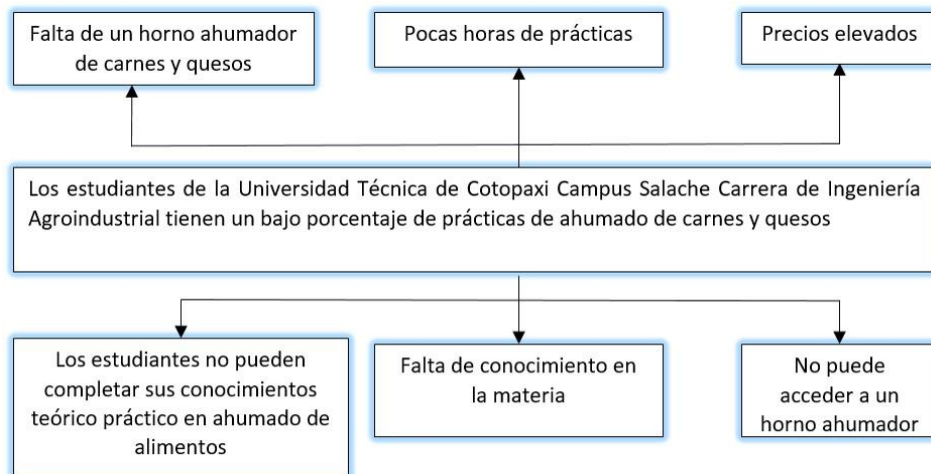 Falta de un horno ahumador
de carnes y quesos
Pocas horas de prácticas
Precios elevados
Los estudiantes de la Universidad Técnica de Cotopaxi Campus Salache Carrera de Ingeniería
Agroindustrial tienen un bajo porcentaje de prácticas de ahumado de carnes y quesos
Los estudiantes no pueden
completar sus conocimientos
teórico práctico en ahumado de
alimentos
Falta de conocimiento en
la materia
No puede
acceder a un
horno ahumador